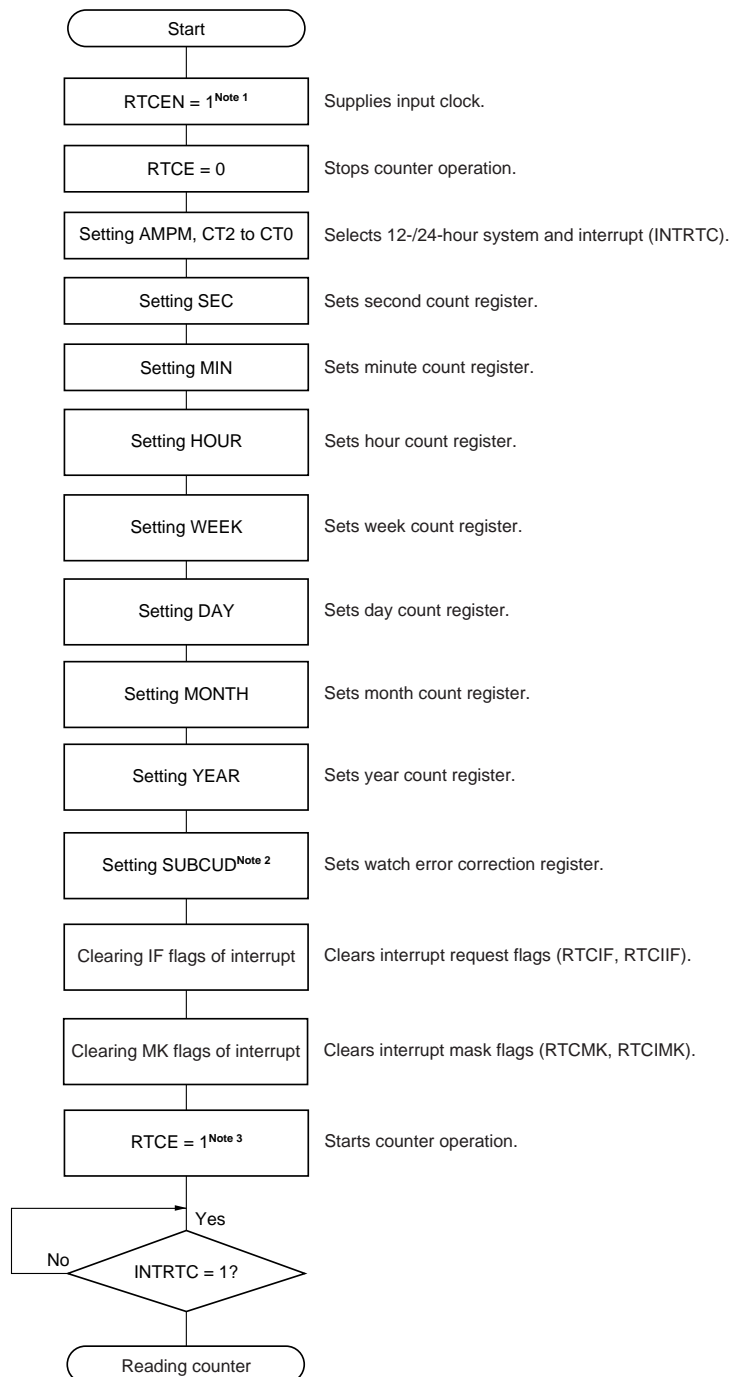 Start
RTCEN = 1Note 1
Supplies input clock.
RTCE = 0
Stops counter operation.
Setting AMPM, CT2 to CT0
Selects 12-/24-hour system and interrupt (INTRTC).
Setting SEC
Sets second count register.
Setting MIN
Sets minute count register.
Setting HOUR
Sets hour count register.
Setting WEEK
Sets week count register.
Setting DAY
Sets day count register.
Setting MONTH
Sets month count register.
Setting YEAR
Sets year count register.
Setting SUBCUDNote 2
Sets watch error correction register.
Clearing IF flags of interrupt
Clears interrupt request flags (RTCIF, RTCIIF).
Clearing MK flags of interrupt
Clears interrupt mask flags (RTCMK, RTCIMK).
RTCE = 1Note 3
Starts counter operation.
Yes
No
INTRTC = 1?
Reading counter